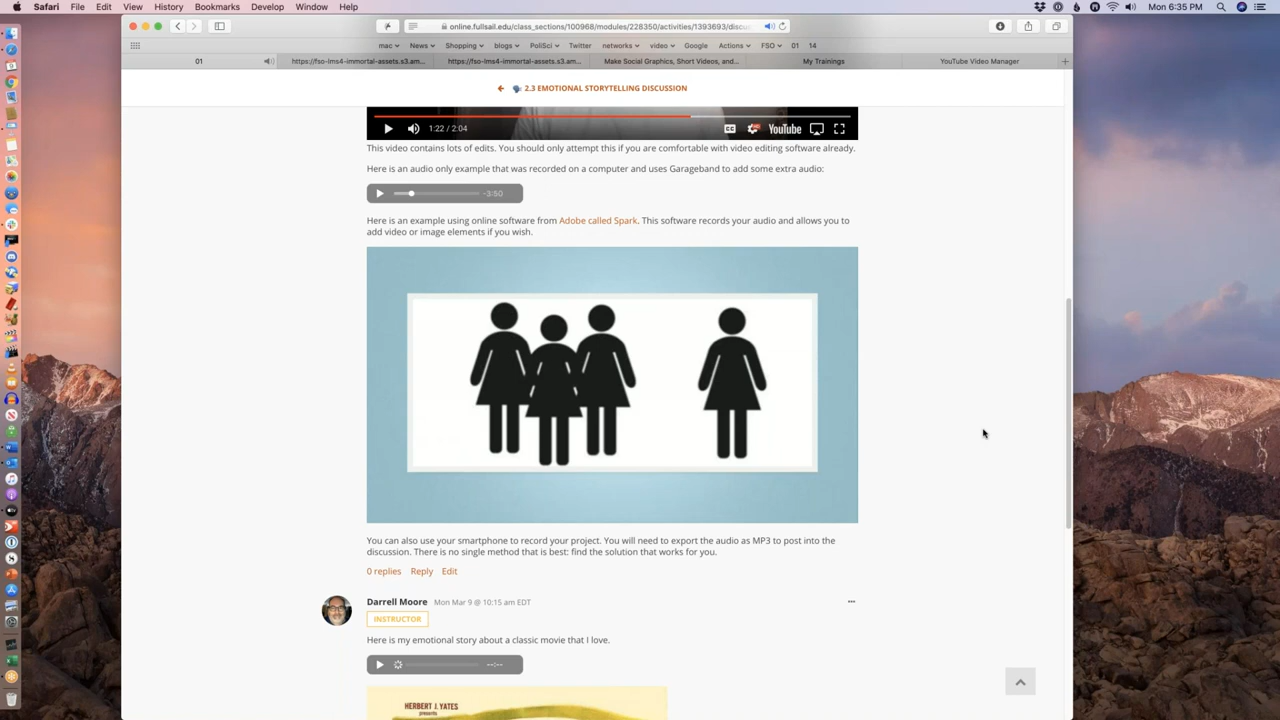 Safari File Edit View History Bookmarks Develop Window Help
Mon 6:35 PM
online.fullsail.edu/class_sections/100968/modules/228350/activities/1393693/discu
mac News Shopping blogs PoliSci Twitter networks video Google Actions FSO 01 14
01
https://fso-lms4-immortal-assets.s3.am...
https://fso-lms4-immortal-assets.s3.am...
Make Social Graphics, Short Videos, and...
My Trainings
YouTube Video Manager
2.3 EMOTIONAL STORYTELLING DISCUSSION
1:22 / 2:04
CC
YouTube
This video contains lots of edits. You should only attempt this if you are comfortable with video editing software already.
Here is an audio only example that was recorded on a computer and uses Garageband to add some extra audio:
-3:50
Here is an example using online software from Adobe called Spark. This software records your audio and allows you to
add video or image elements if you wish.
You can also use your smartphone to record your project. You will need to export the audio as MP3 to post into the
discussion. There is no single method that is best: find the solution that works for you.
0 replies Reply Edit
Darrell Moore Mon Mar 9 @ 10:15 am EDT
INSTRUCTOR
Here is my emotional story about a classic movie that I love.
--:--
HERBERT J. YATES
presents